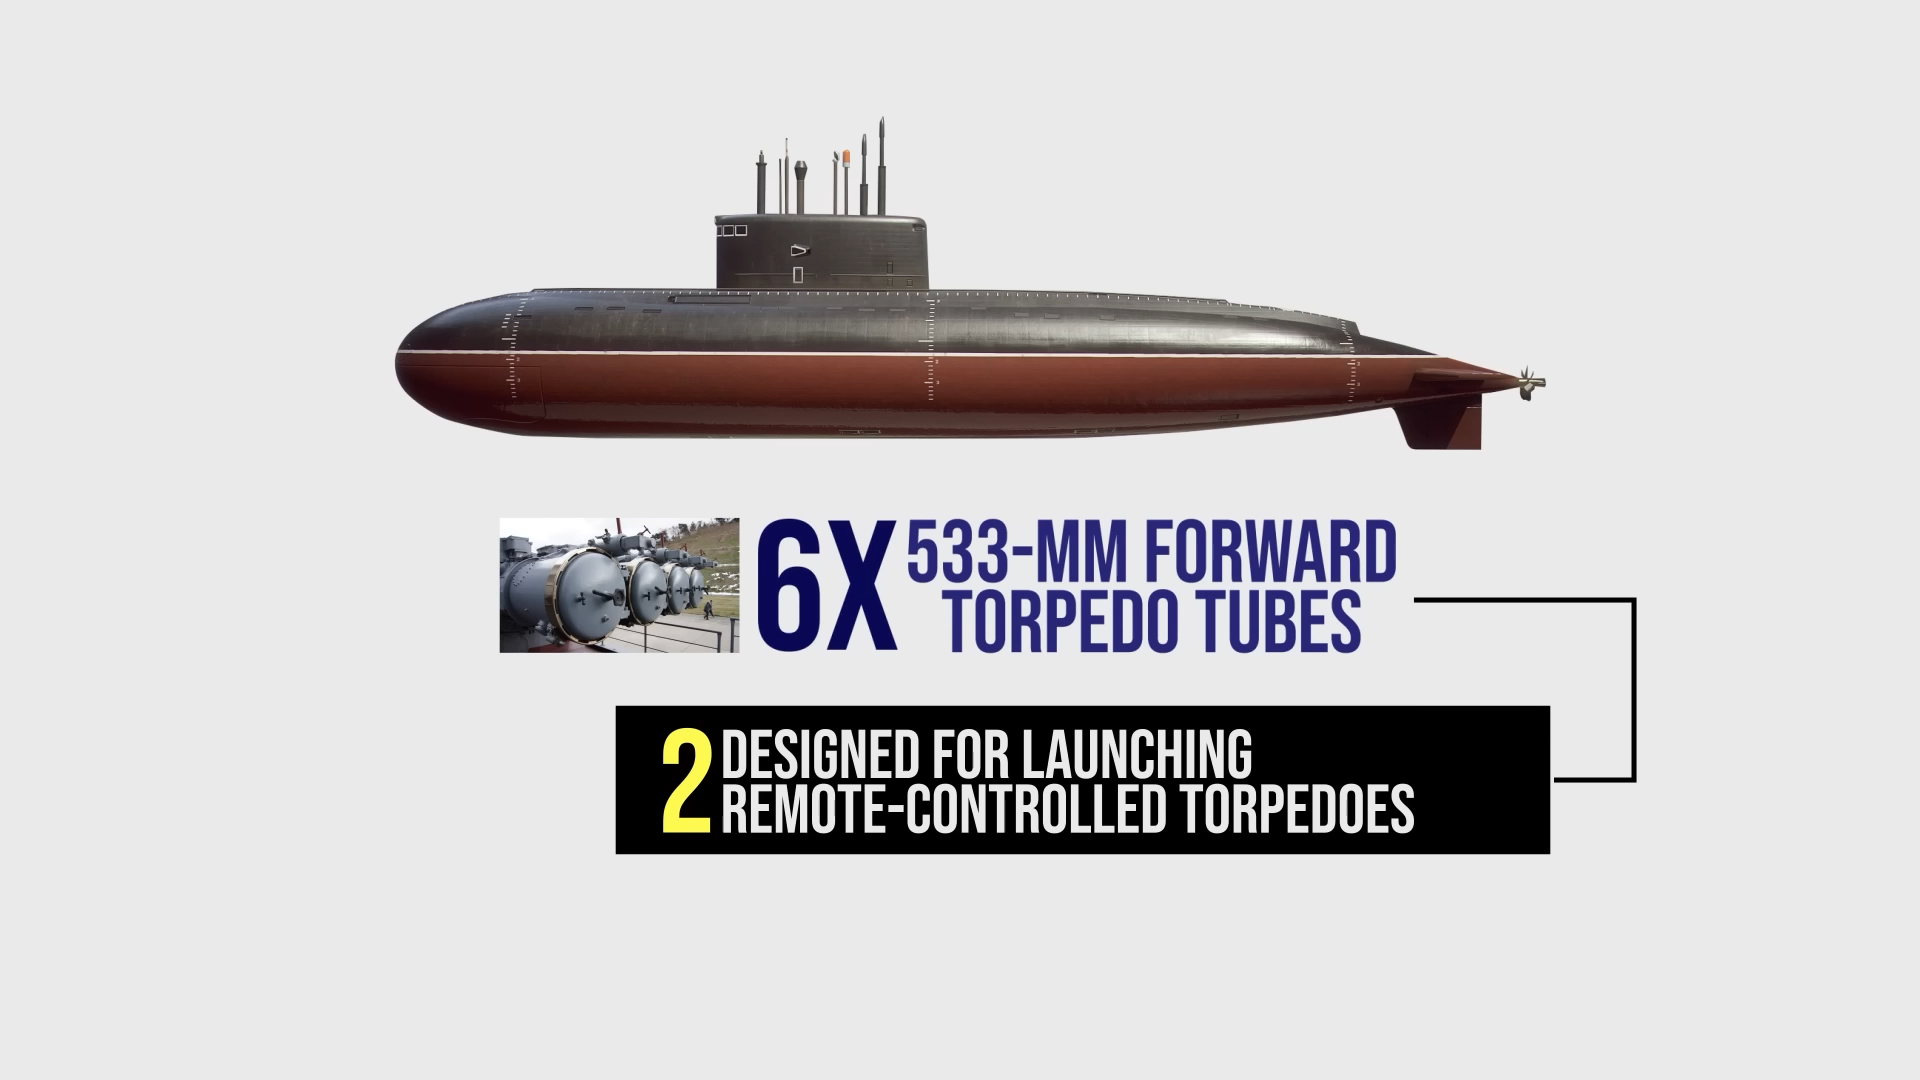 6X 533-MM FORWARD
TORPEDO TUBES
2 DESIGNED FOR LAUNCHING
REMOTE-CONTROLLED TORPEDOES